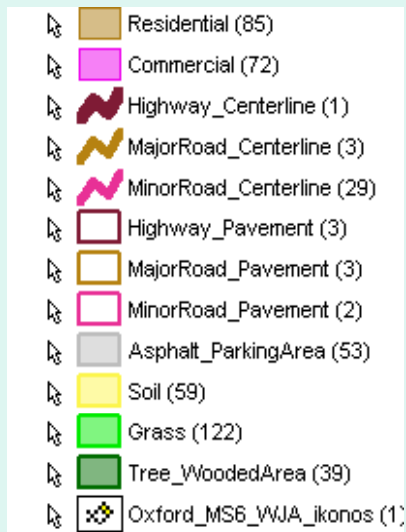 Residential (85)
Commercial (72)
Highway_Centerline (1)
MajorRoad_Centerline (3)
MinorRoad_Centerline (29)
Highway_Pavement (3)
MajorRoad_Pavement (3)
MinorRoad_Pavement (2)
Asphalt_ParkingArea (53)
Soil (59)
Grass (122)
Tree_WoodedArea (39)
Oxford_MS6_WJA_ikonos (1)